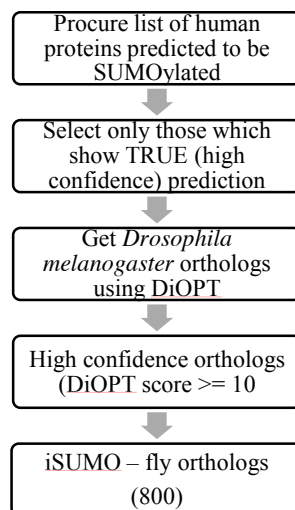 Procure list of human
proteins predicted to be
SUMOylated
Select only those which
show TRUE (high
confidence) prediction
Get Drosophila
melanogaster orthologs
using DiOPT
High confidence orthologs
(DiOPT score >= 10
iSUMO – fly orthologs
(800)